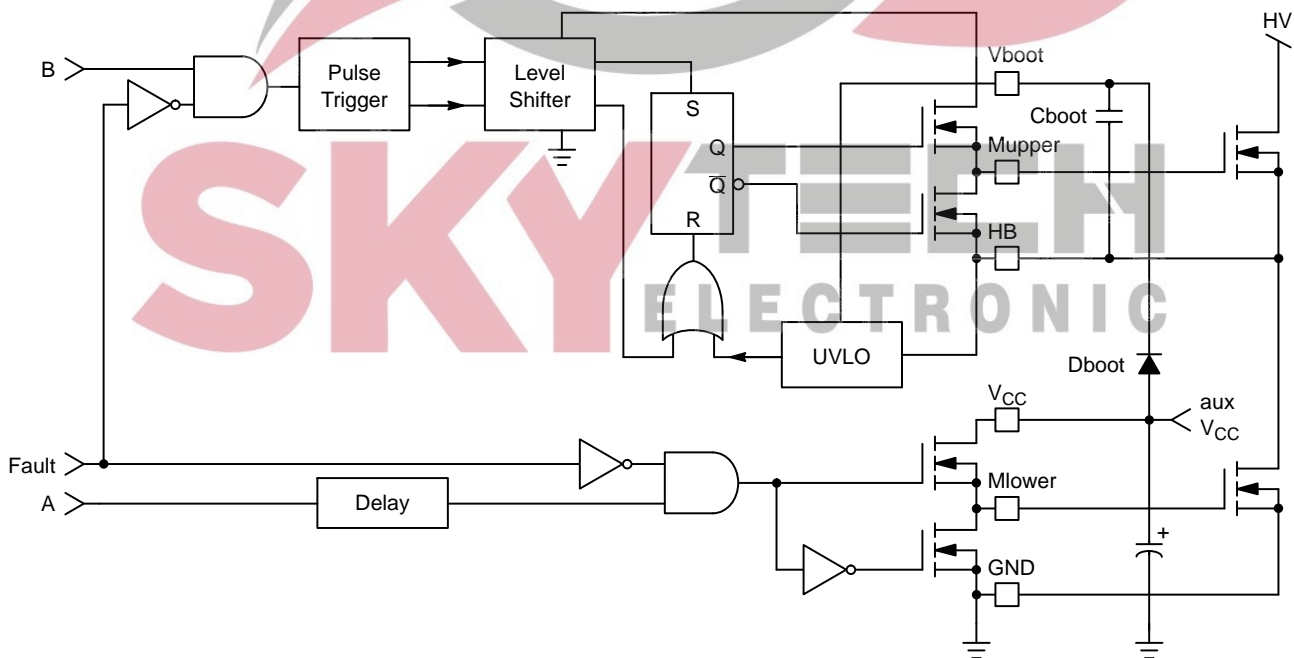 HV
B
Pulse
Trigger
Level
Shifter
Vboot
Cboot
S
Q
Q
R
Mupper
HB
SKYTECH
ELECTRONIC
UVLO
Dboot
VCC
aux
VCC
Fault
A
Delay
Mlower
+
GND